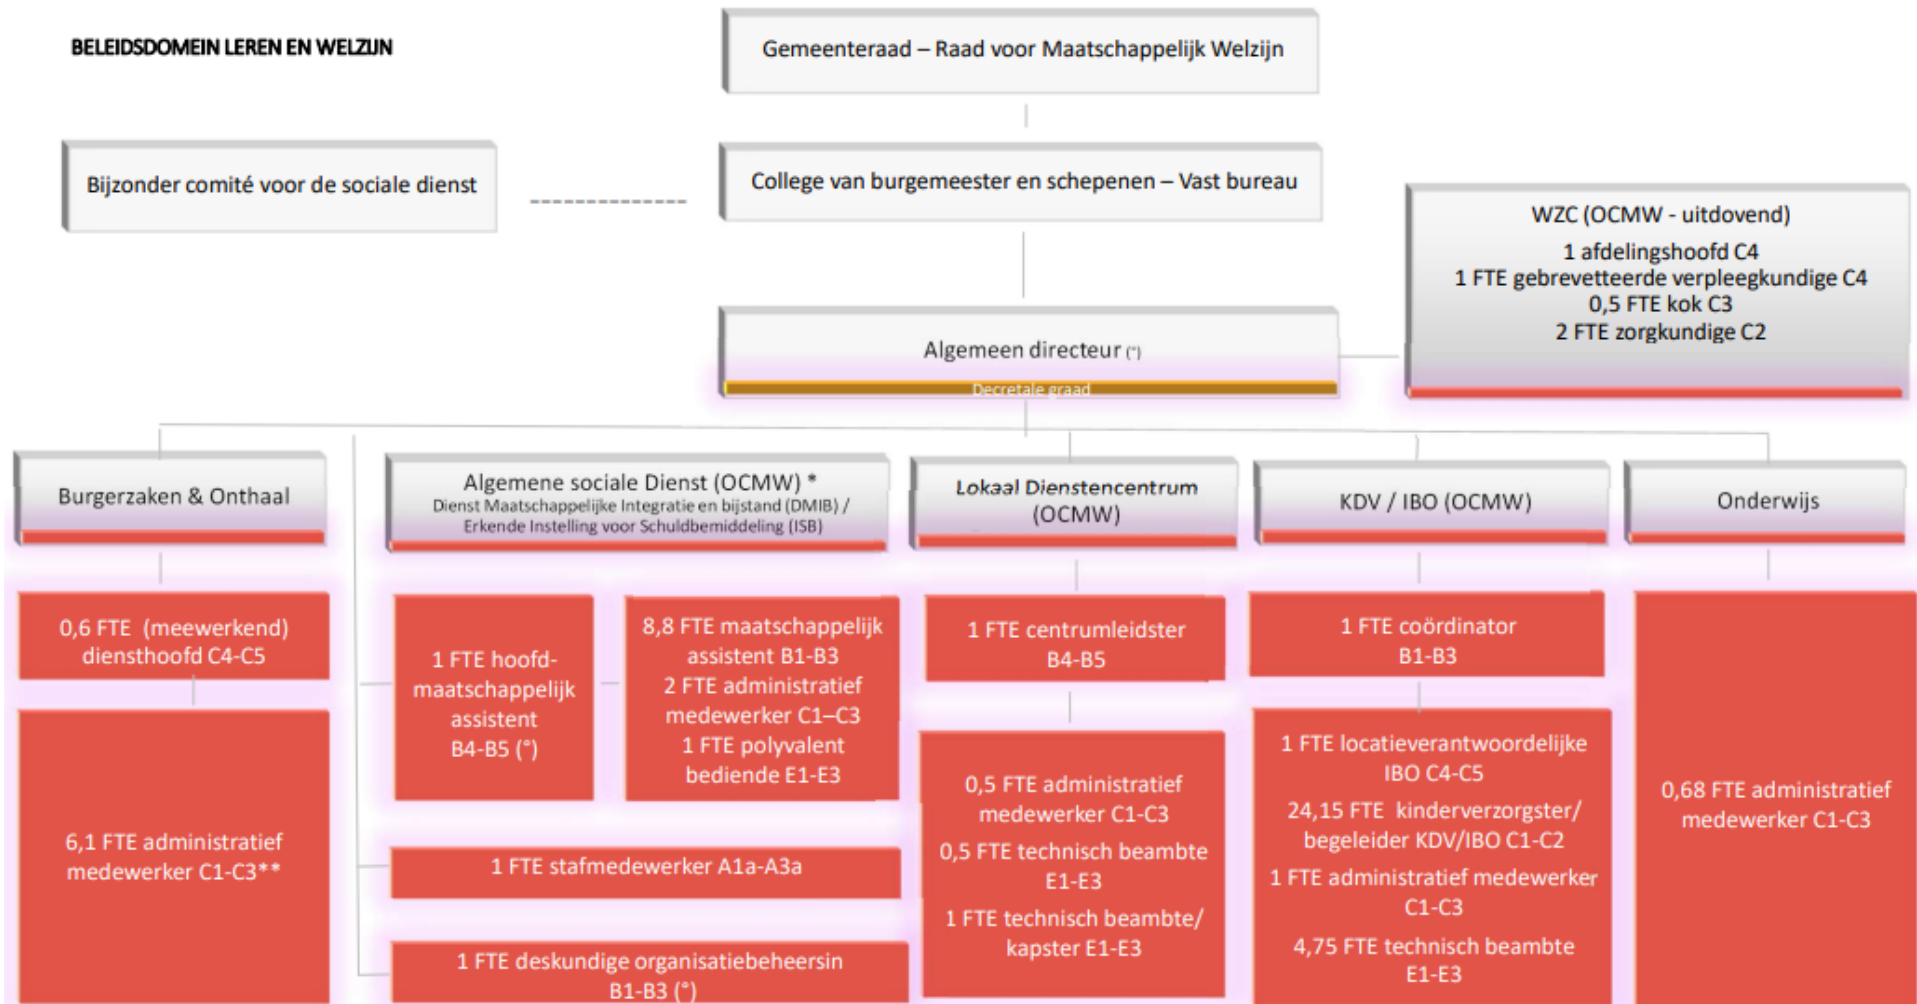 BELEIDSDOMEIN LEREN EN WELZIJN
Gemeenteraad – Raad voor Maatschappelijk Welzijn
Bijzonder comité voor de sociale dienst
College van burgemeester en schepenen – Vast bureau
WZC (OCMW - uitdovend)
1 afdelingshoofd C4
1 FTE gebrevetteerde verpleegkundige C4
0,5 FTE kok C3
2 FTE zorgkundige C2
Algemeen directeur (°)
Decretale graad
Burgerzaken & Onthaal
0,6 FTE (meewerkend)
diensthoofd C4-C5
6,1 FTE administratief
medewerker C1-C3**
Algemene sociale Dienst (OCMW) *
Dienst Maatschappelijke Integratie en bijstand (DMIB) /
Erkende Instelling voor Schuldbemiddeling (ISB)
1 FTE hoofd-
maatschappelijk
assistent
B4-B5 (°)
8,8 FTE maatschappelijk
assistent B1-B3
2 FTE administratief
medewerker C1–C3
1 FTE polyvalent
bediende E1-E3
1 FTE stafmedewerker A1a-A3a
1 FTE deskundige organisatiebeheersin
B1-B3 (°)
Lokaal Dienstencentrum
(OCMW)
1 FTE centrumleidster
B4-B5
0,5 FTE administratief
medewerker C1-C3
0,5 FTE technisch beambte
E1-E3
1 FTE technisch beambte/
kapster E1-E3
KDV / IBO (OCMW)
1 FTE coördinator
B1-B3
1 FTE locatieverantwoordelijke
IBO C4-C5
24,15 FTE kinderverzorgster/
begeleider KDV/IBO C1-C2
1 FTE administratief medewerker
C1-C3
4,75 FTE technisch beambte
E1-E3
Onderwijs
0,68 FTE administratief
medewerker C1-C3